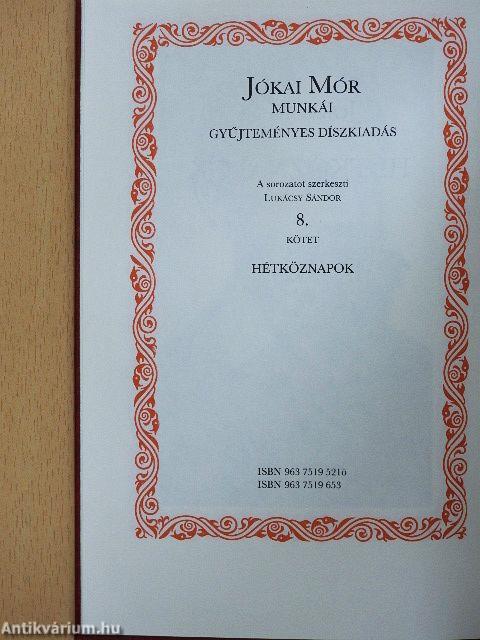 JÓKAI MÓR
MUNKÁI
GYŰJTEMÉNYES DÍSZKIADÁS
A sorozatot szerkeszti
LUKÁCSY SÁNDOR
8.
KÖTET
HÉTKÖZNAPOK
ISBN 963 7519 521ö
ISBN 963 7519 653
Antikvárium.hu